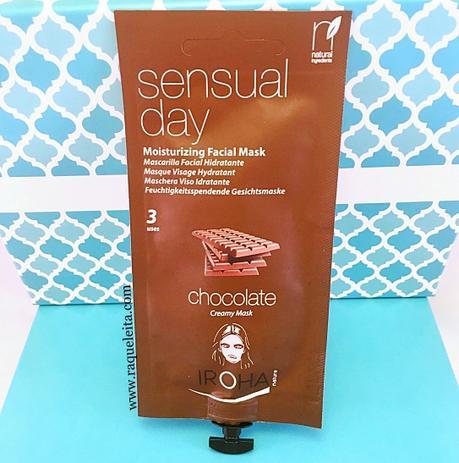 natural
ingredients
sensual
day
Moisturizing Facial Mask
Mascarilla Facial Hidratante
Masque Visage Hydratant
Maschera Viso Idratante
Feuchtigkeitsspendende Gesichtsmaske
3
uses
chocolate
Creamy Mask
IROHA
nature
www.raqueleita.com